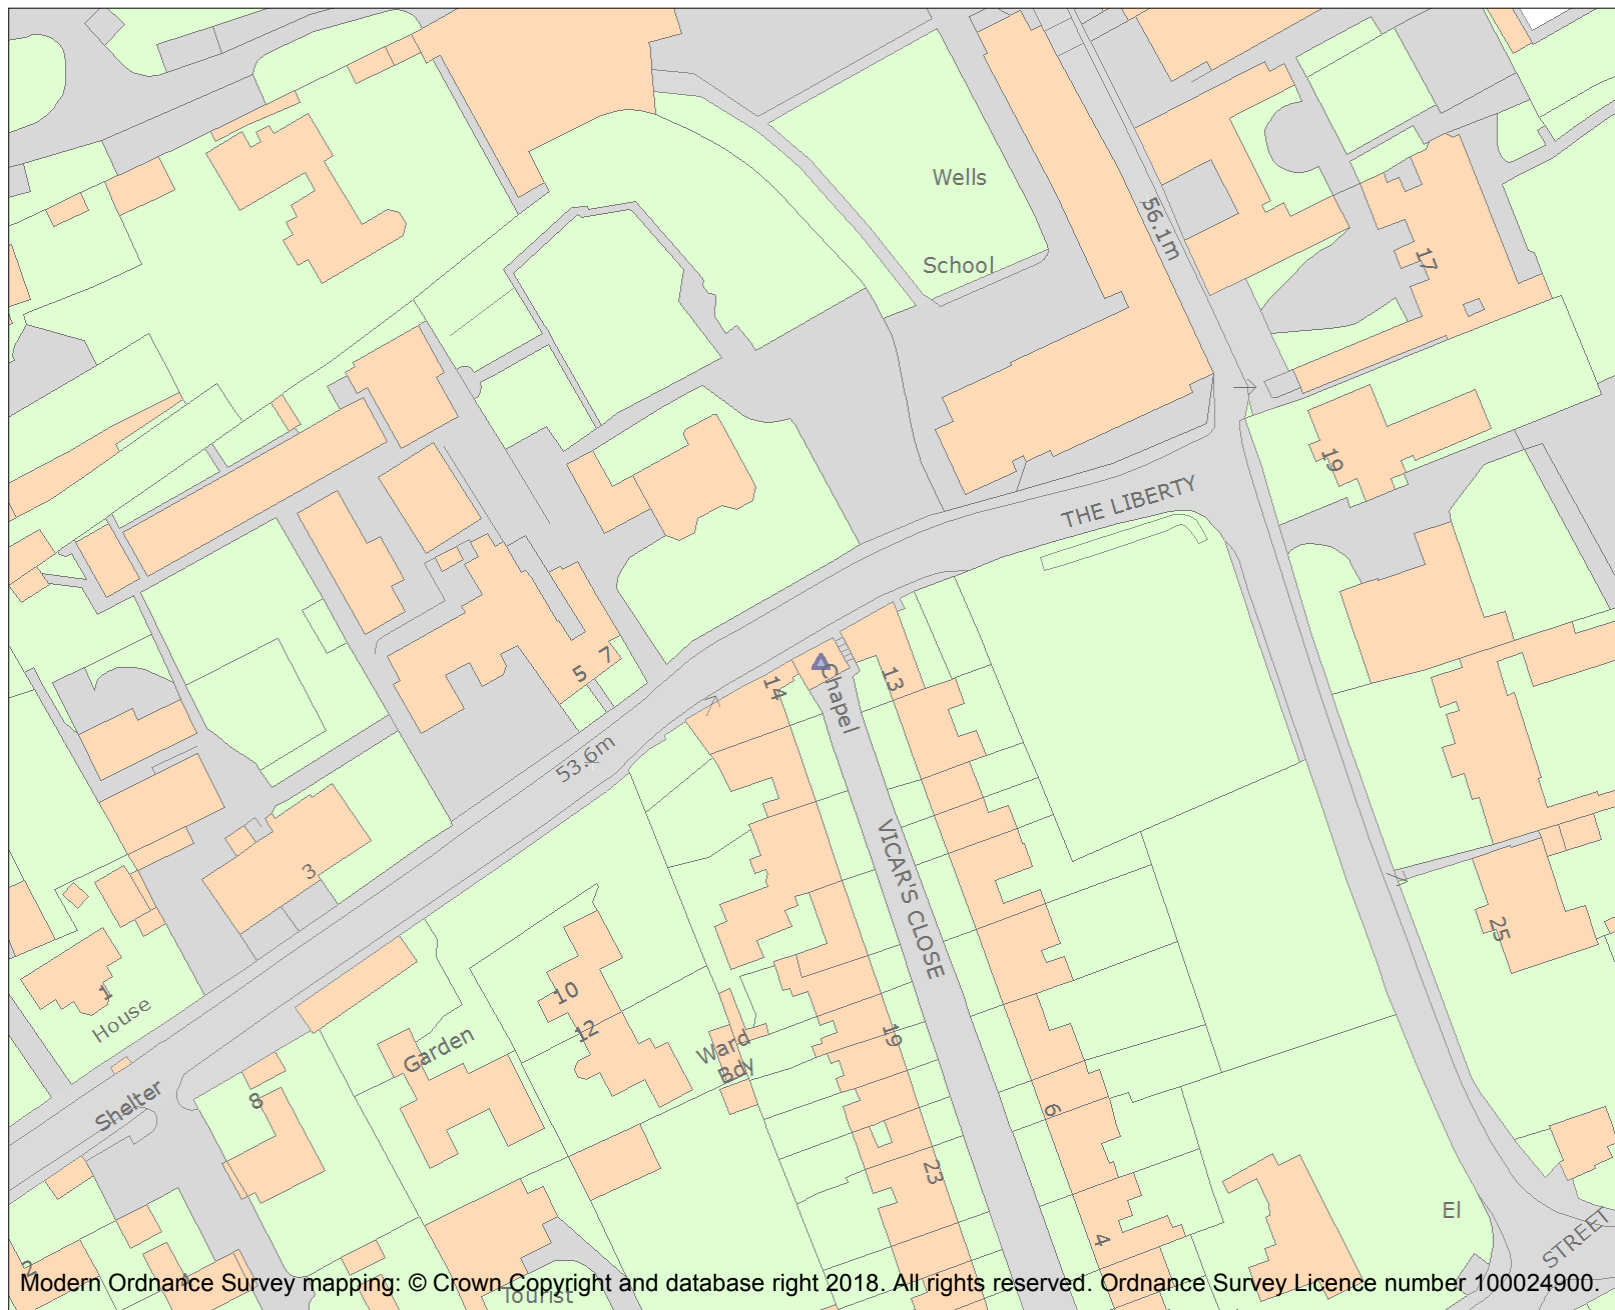 Wells
School
56.1m
17
19
THE LIBERTY
5
7
14
Chapel
13
53.6m
3
VICAR'S CLOSE
25
1
House
10
12
Garden
Ward
Bdy
19
Shelter
8
6
23
El
4
STREET
2
Tourist
Modern Ordnance Survey mapping: © Crown Copyright and database right 2018. All rights reserved. Ordnance Survey Licence number 100024900.